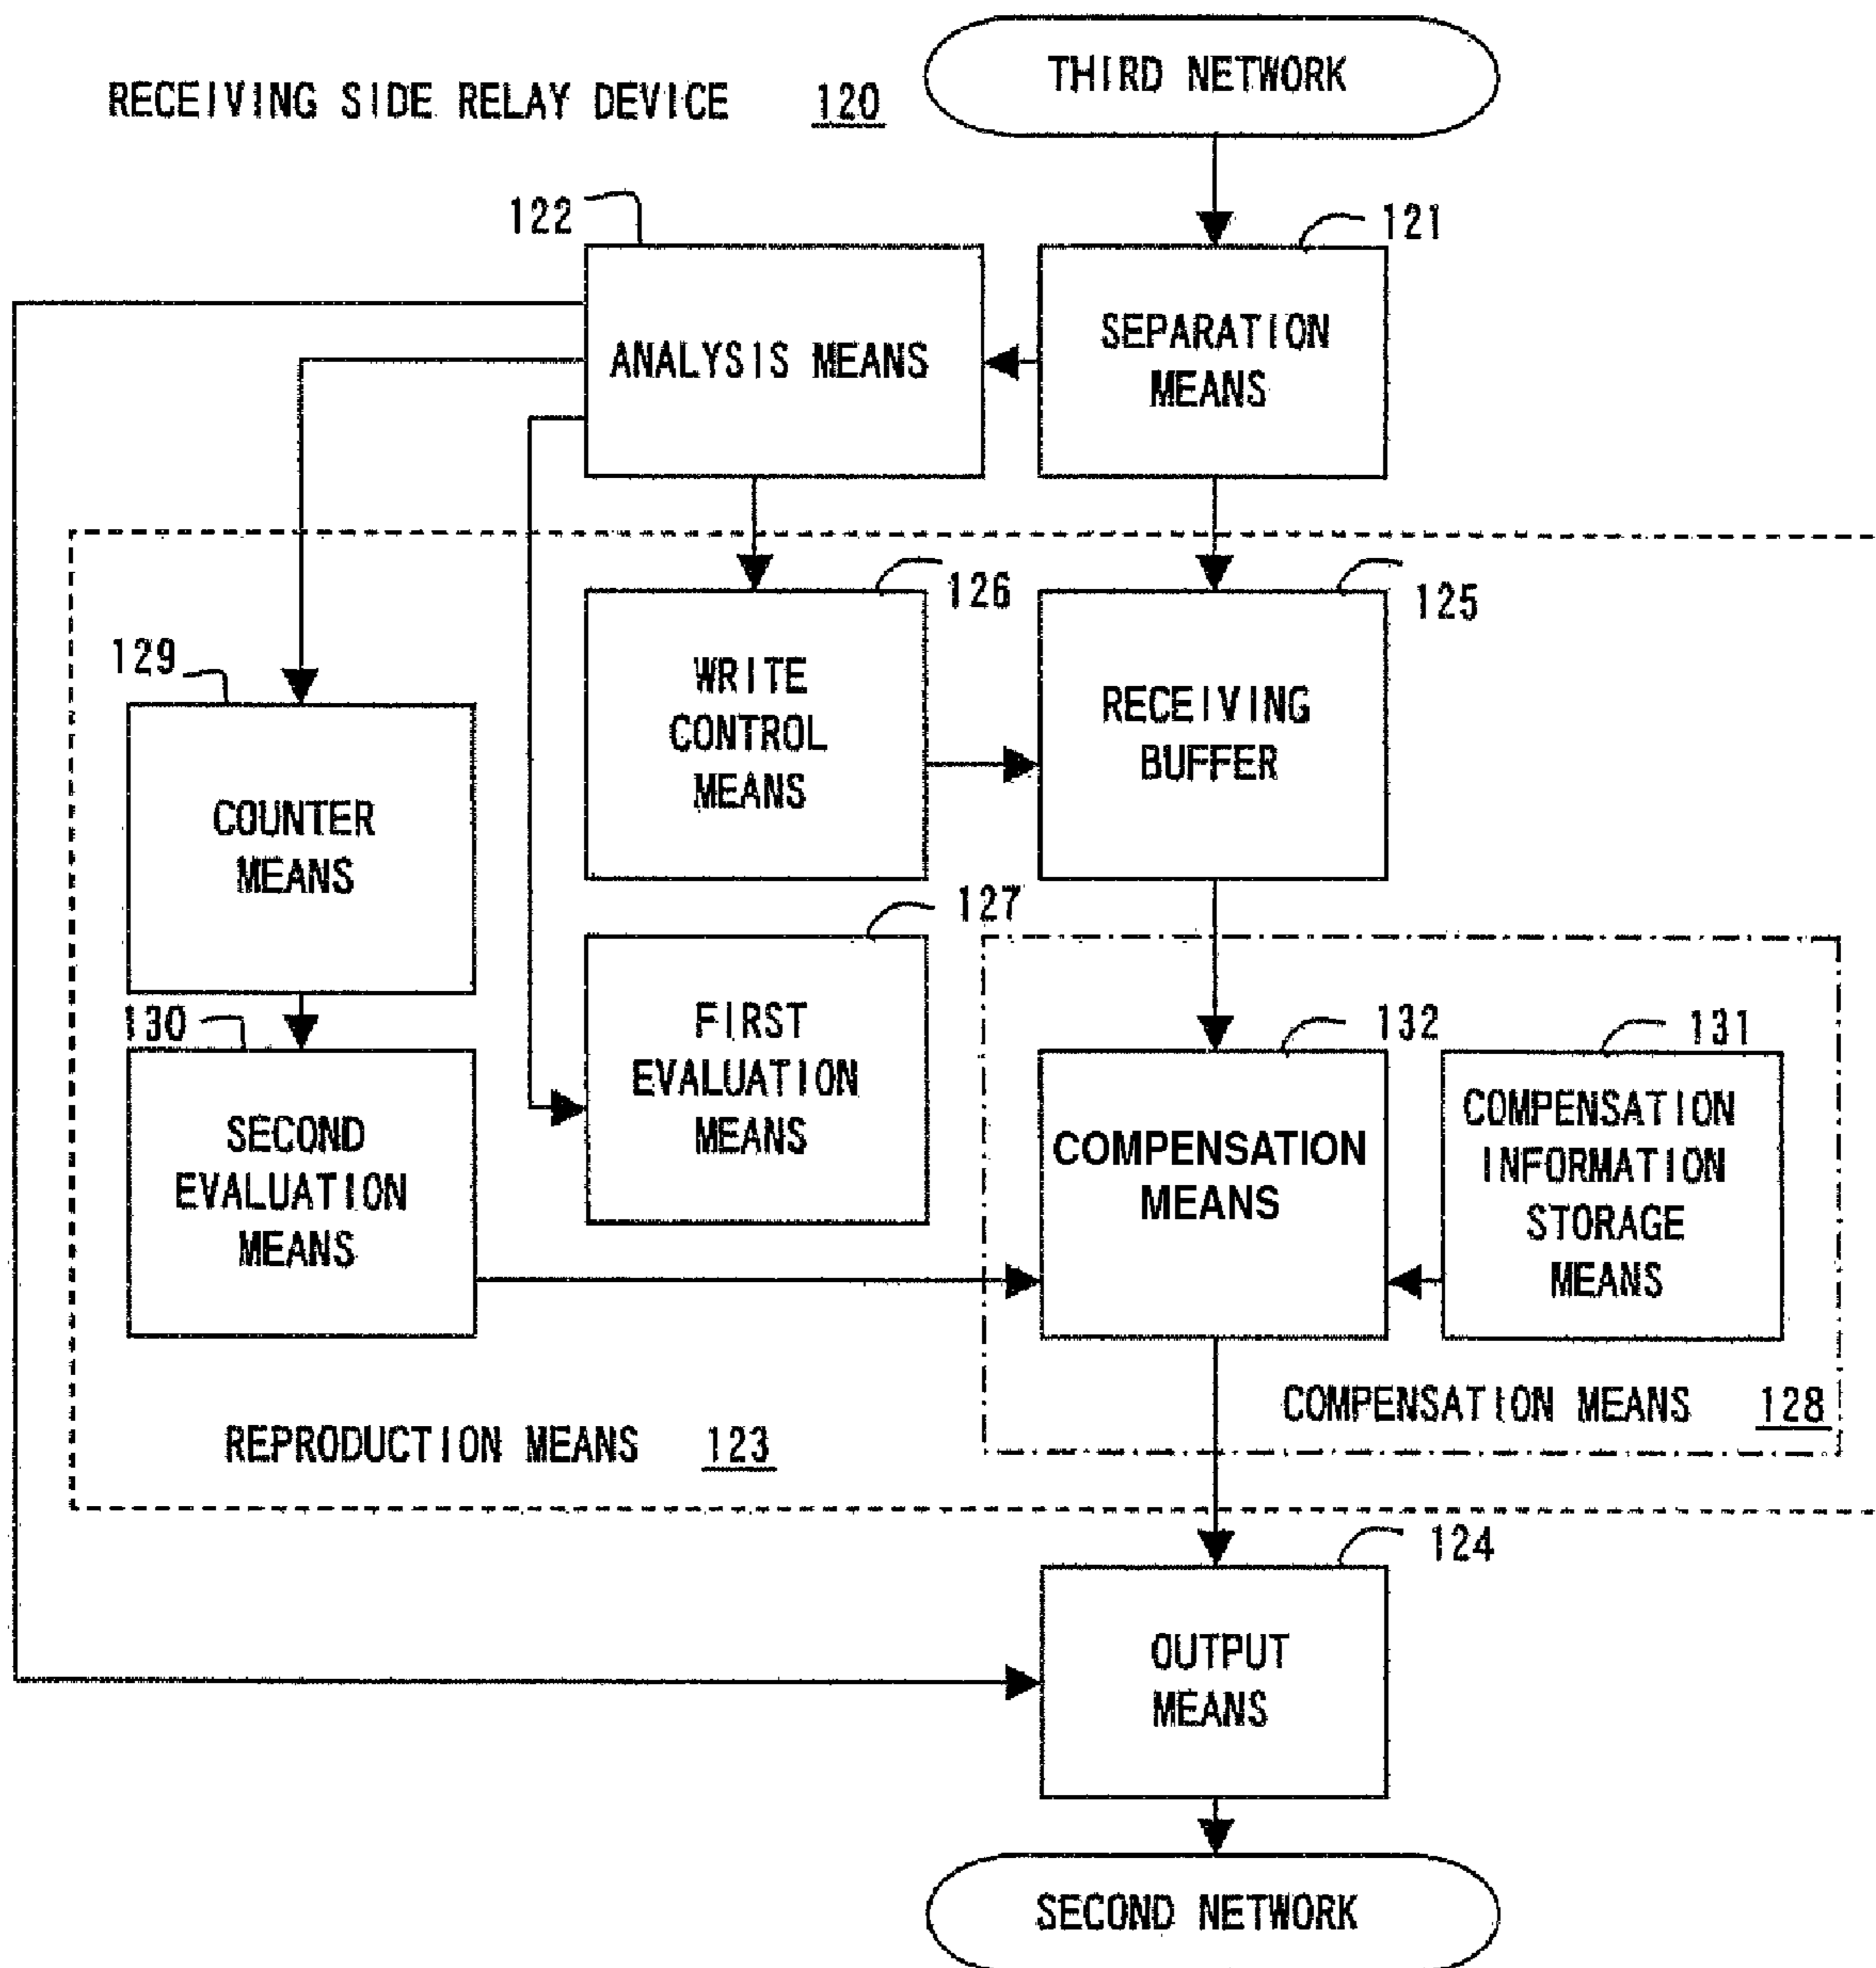 THIRD NETWORK
RECEIVING SIDE RELAY DEVICE 120
122
121
ANALYSIS MEANS
SEPARATION
MEANS
126
125
129
WRITE
CONTROL
MEANS
RECEIVING
BUFFER
COUNTER
MEANS
127
130
FIRST
EVALUATION
MEANS
132
131
SECOND
EVALUATION
MEANS
COMPENSATION
MEANS
COMPENSATION
INFORMATION
STORAGE
MEANS
COMPENSATION MEANS 128
REPRODUCTION MEANS 123
124
OUTPUT
MEANS
SECOND NETWORK